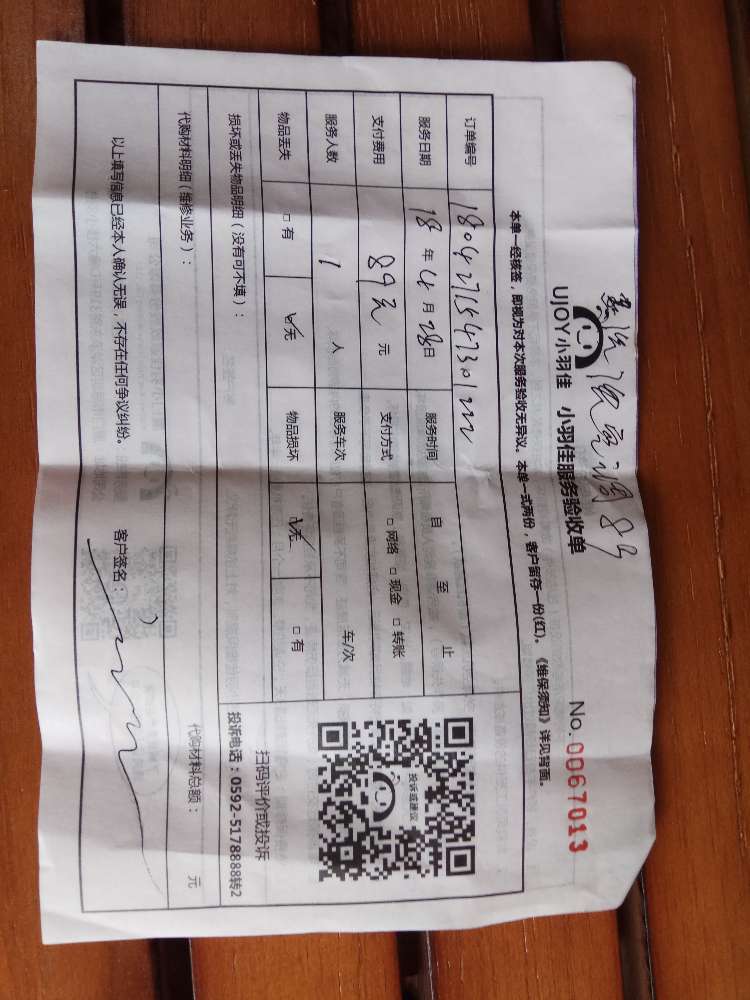 UJOY小羽佳 小羽佳服务验收单
No. 0067013
本单一经核签，即视为对本次服务验收无异议。本单一式两份，客户留存一份(红)。《维保须知》详见背面。
订单编号
服务时间 自 至 止
服务日期 18 年 4 月 28 日
支付方式 □ 网络 □ 现金 □ 转账
支付费用 89元 元
服务人数 1 人
服务车次 车/次
物品丢失 □ 有 ☑无
物品损坏 ☑无 □ 有
损坏或丢失物品明细（没有可不填）：
投诉或建议
扫码评价或投诉
投诉电话：0592-5178888转2
代购材料明细（维修业务）：
代购材料总额： 元
以上填写信息已经本人确认无误，不存在任何争议纠纷。
客户签名：